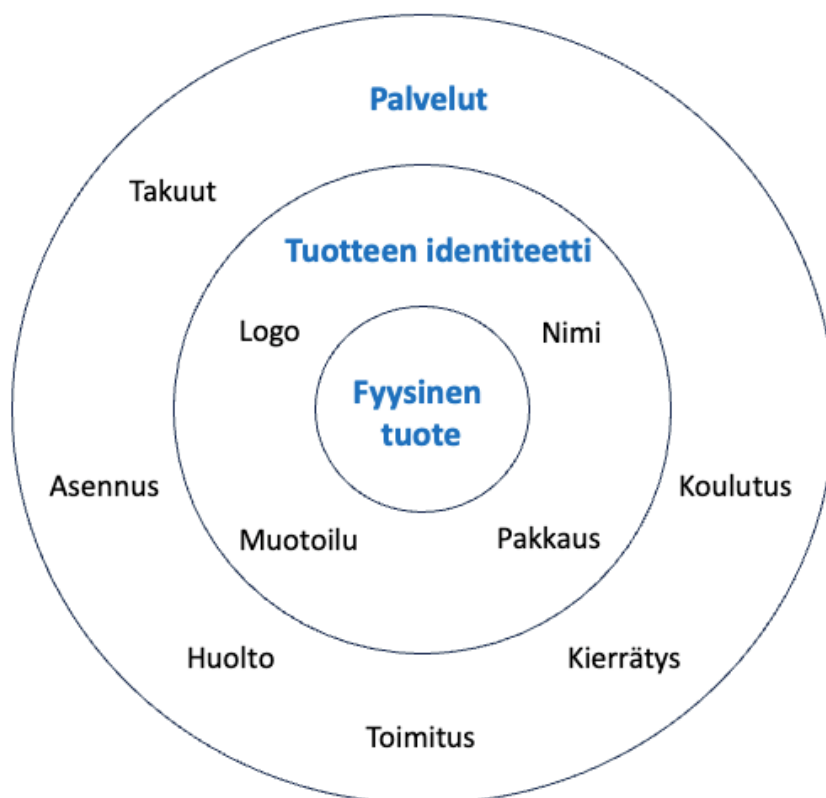 Palvelut
Takuut
Tuotteen identiteetti
Logo
Nimi
Fyysinen
tuote
Asennus
Koulutus
Muotoilu
Pakkaus
Huolto
Kierrätys
Toimitus